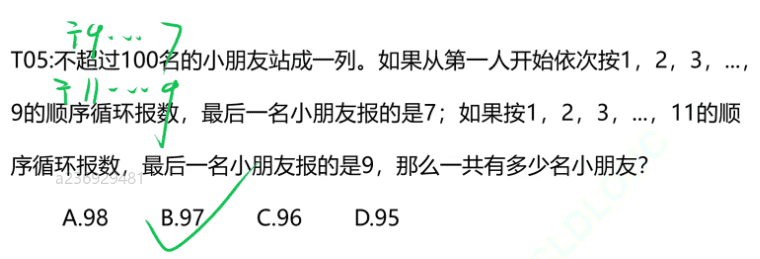 ÷9…7
T05:不超过100名的小朋友站成一列。如果从第一人开始依次按1，2，3，...，
÷11…9
9的顺序循环报数，最后一名小朋友报的是7；如果按1，2，3，...，11的顺
序循环报数，最后一名小朋友报的是9，那么一共有多少名小朋友？
a236929481
A.98 B.97 C.96 D.95